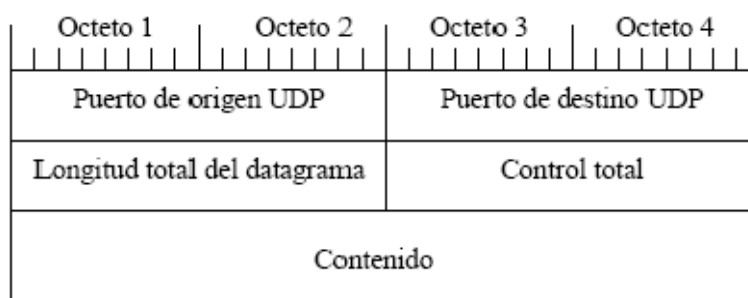 Octeto 1 Octeto 2 Octeto 3 Octeto 4
Puerto de origen UDP Puerto de destino UDP
Longitud total del datagrama Control total
Contenido